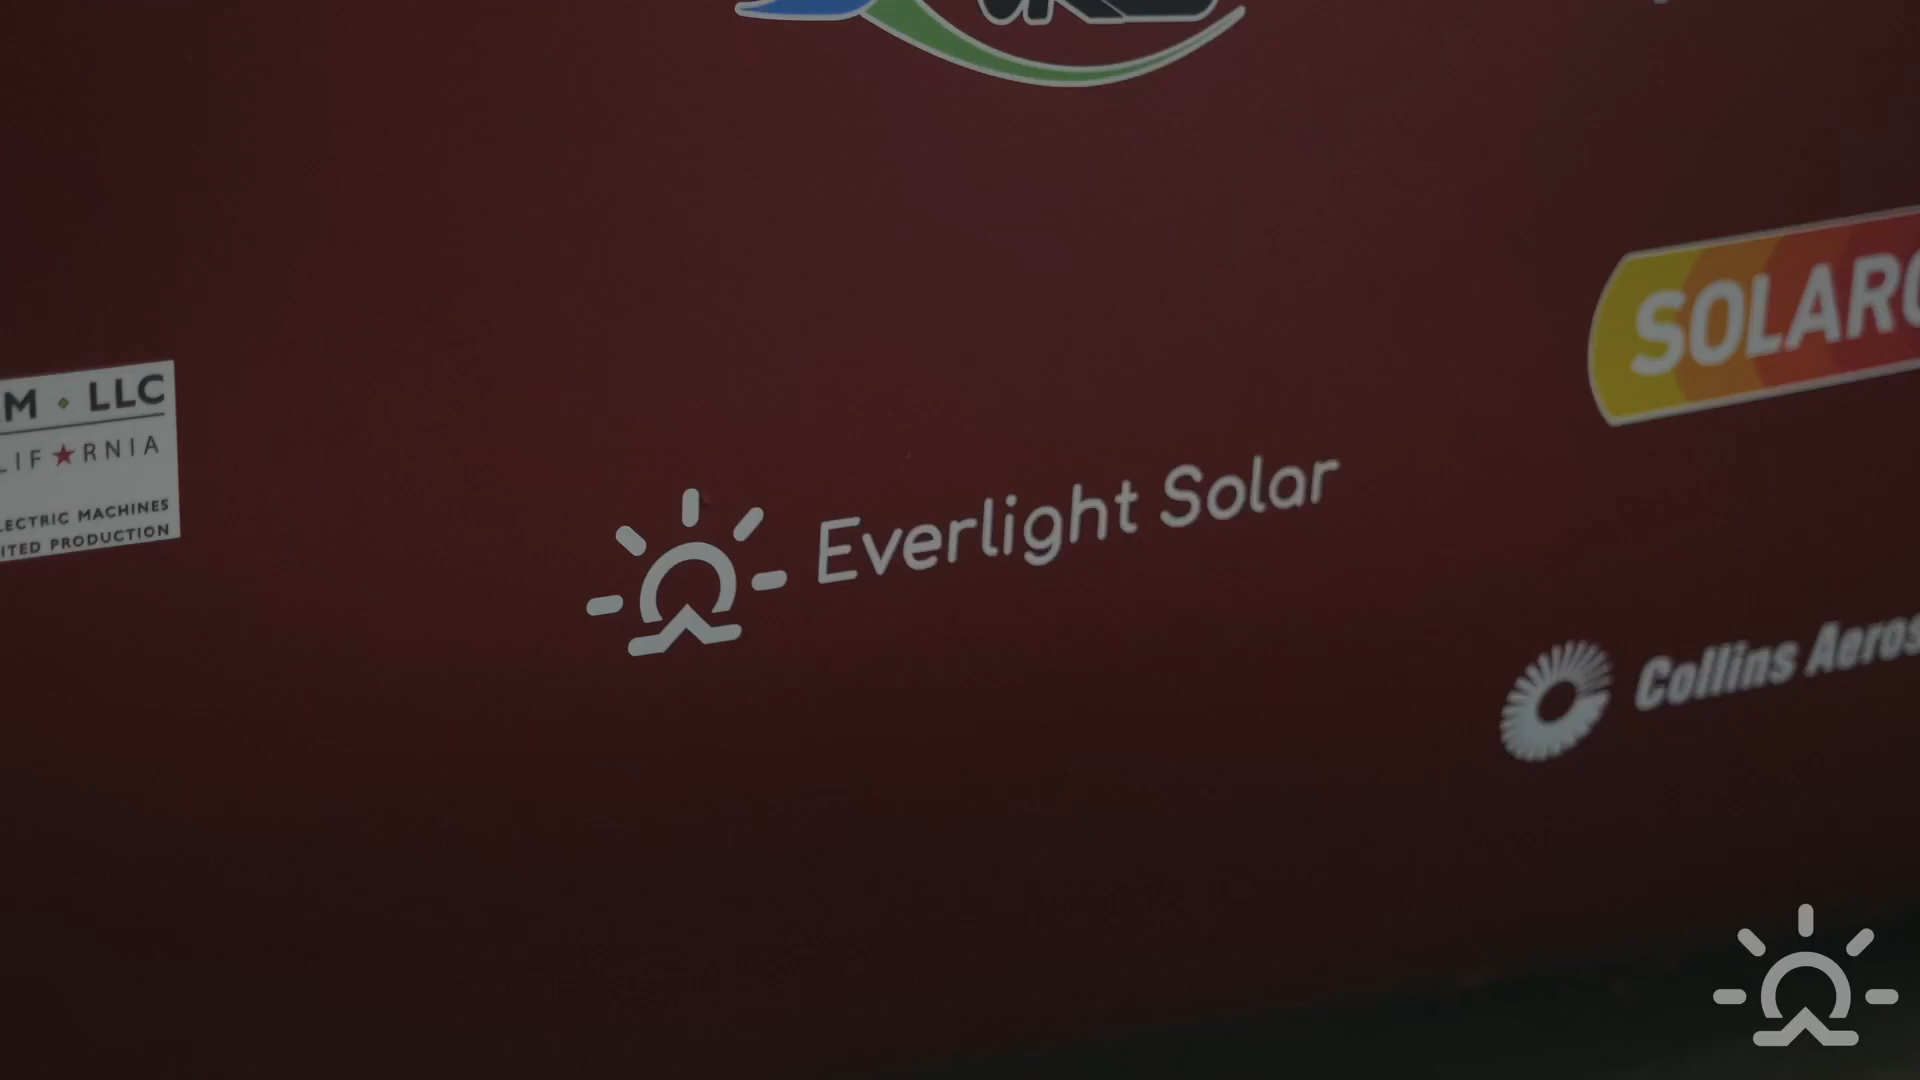 M · LLC
LIF★RNIA
LECTRIC MACHINES
ITED PRODUCTION
Everlight Solar
SOLAR
Collins Aeros